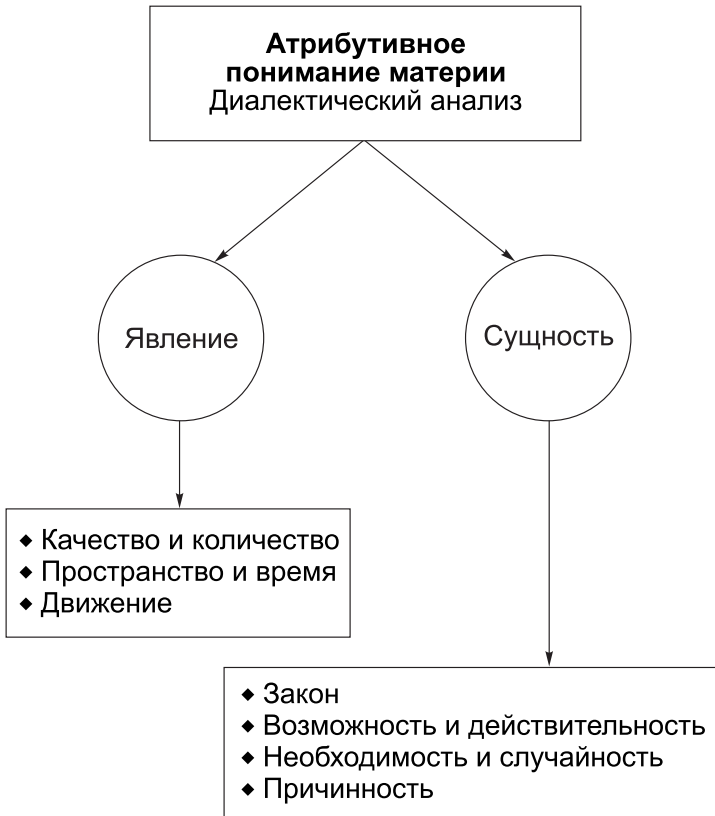 Атрибутивное
понимание материи
Диалектический анализ
Явление
Сущность
◆ Качество и количество
◆ Пространство и время
◆ Движение
◆ Закон
◆ Возможность и действительность
◆ Необходимость и случайность
◆ Причинность